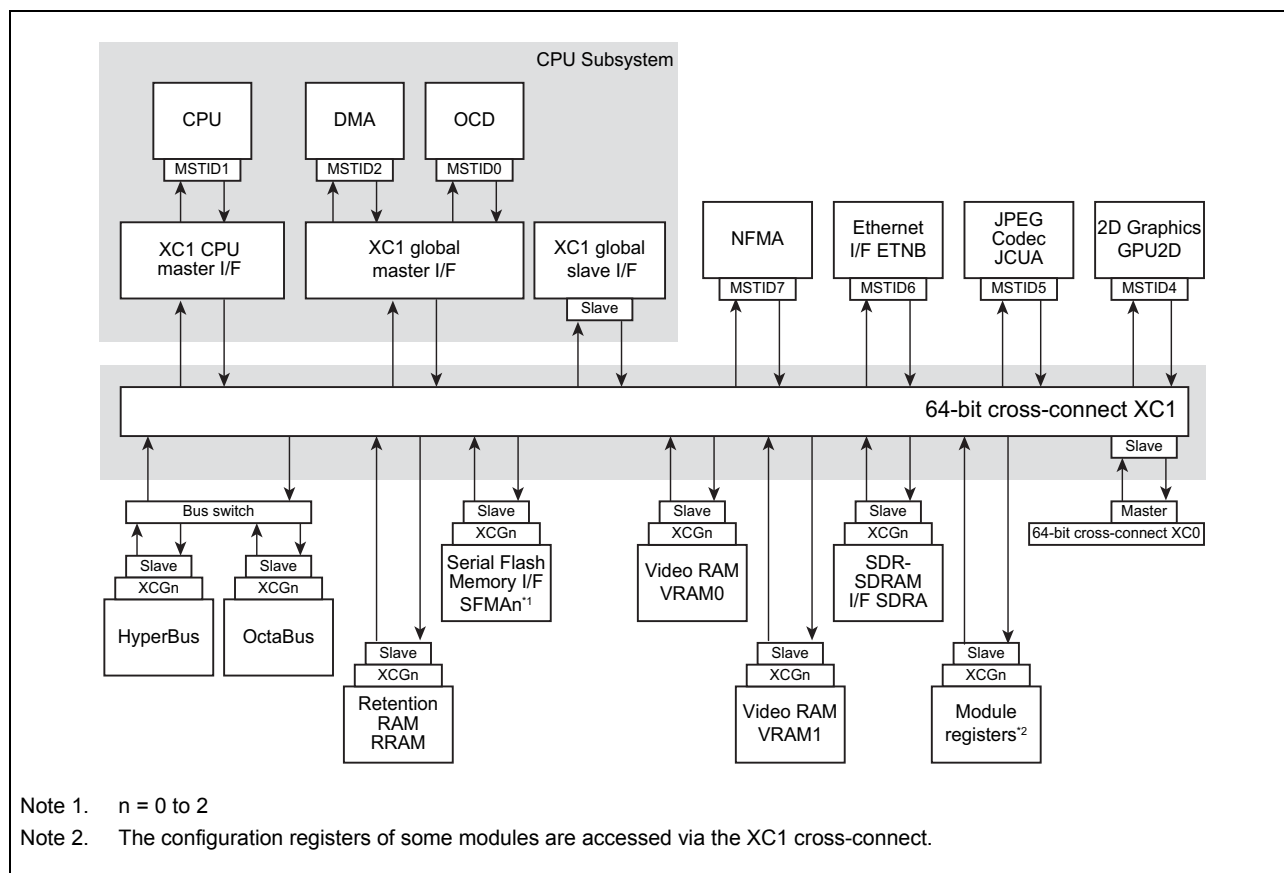 CPU Subsystem
CPU
MSTID1
DMA
MSTID2
OCD
MSTID0
XC1 CPU
master I/F
XC1 global
master I/F
XC1 global
slave I/F
Slave
NFMA
MSTID7
Ethernet
I/F ETNB
MSTID6
JPEG
Codec
JCUA
MSTID5
2D Graphics
GPU2D
MSTID4
64-bit cross-connect XC1
Slave
Master
64-bit cross-connect XC0
Bus switch
Slave
XCGn
HyperBus
Slave
XCGn
OctaBus
Slave
XCGn
Retention
RAM
RRAM
Slave
XCGn
Serial Flash
Memory I/F
SFMAn*1
Slave
XCGn
Video RAM
VRAM0
Slave
XCGn
Video RAM
VRAM1
Slave
XCGn
SDR-
SDRAM
I/F SDRA
Slave
XCGn
Module
registers*2
Note 1. n = 0 to 2
Note 2. The configuration registers of some modules are accessed via the XC1 cross-connect.